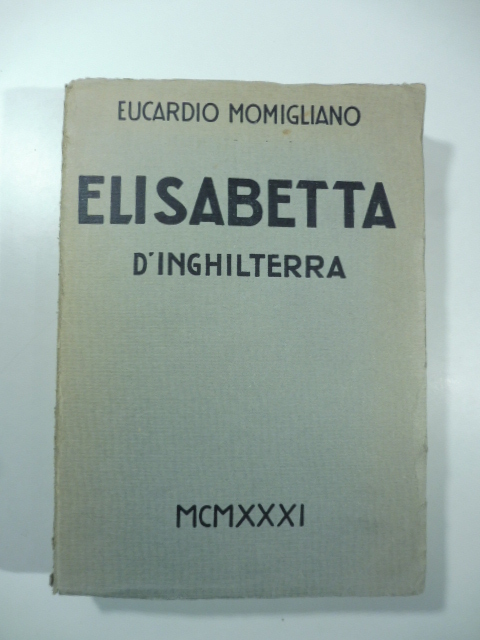 EUCARDIO MOMIGLIANO
ELISABETTA
D'INGHILTERRA
MCMXXXI